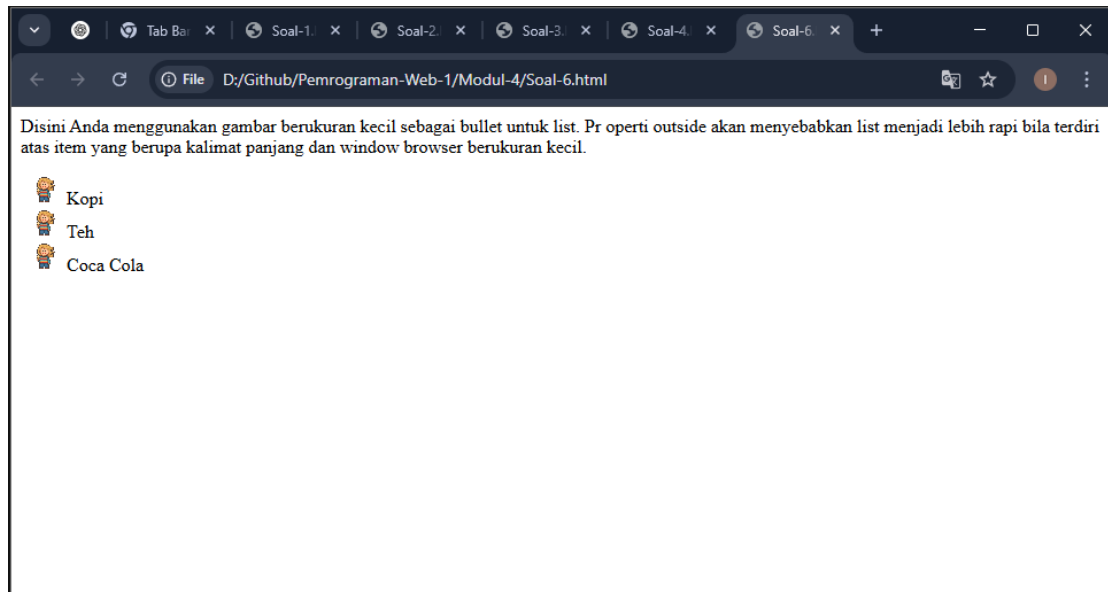 Tab Bar
Soal-1.
Soal-2.
Soal-3.
Soal-4.
Soal-6.
File D:/Github/Pemrograman-Web-1/Modul-4/Soal-6.html
I
Disini Anda menggunakan gambar berukuran kecil sebagai bullet untuk list. Pr operti outside akan menyebabkan list menjadi lebih rapi bila terdiri
atas item yang berupa kalimat panjang dan window browser berukuran kecil.
Kopi
Teh
Coca Cola